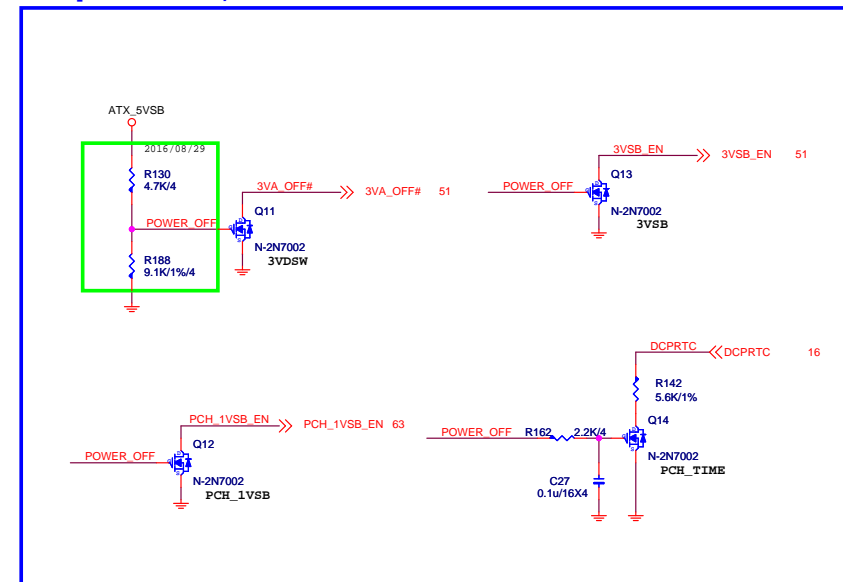 ATX_5VSB
2016/08/29
R130
4.7K/4
POWER_OFF
R188
9.1K/1%/4
3VA_OFF#
3VA_OFF# 51
Q11
N-2N7002
3VDSW
3VSB_EN
3VSB_EN 51
Q13
POWER_OFF
N-2N7002
3VSB
PCH_1VSB_EN
PCH_1VSB_EN 63
Q12
POWER_OFF
N-2N7002
PCH_1VSB
DCPRTC
DCPRTC 16
R142
5.6K/1%
Q14
POWER_OFF R162 2.2K/4
N-2N7002
PCH_TIME
C27
0.1u/16X4